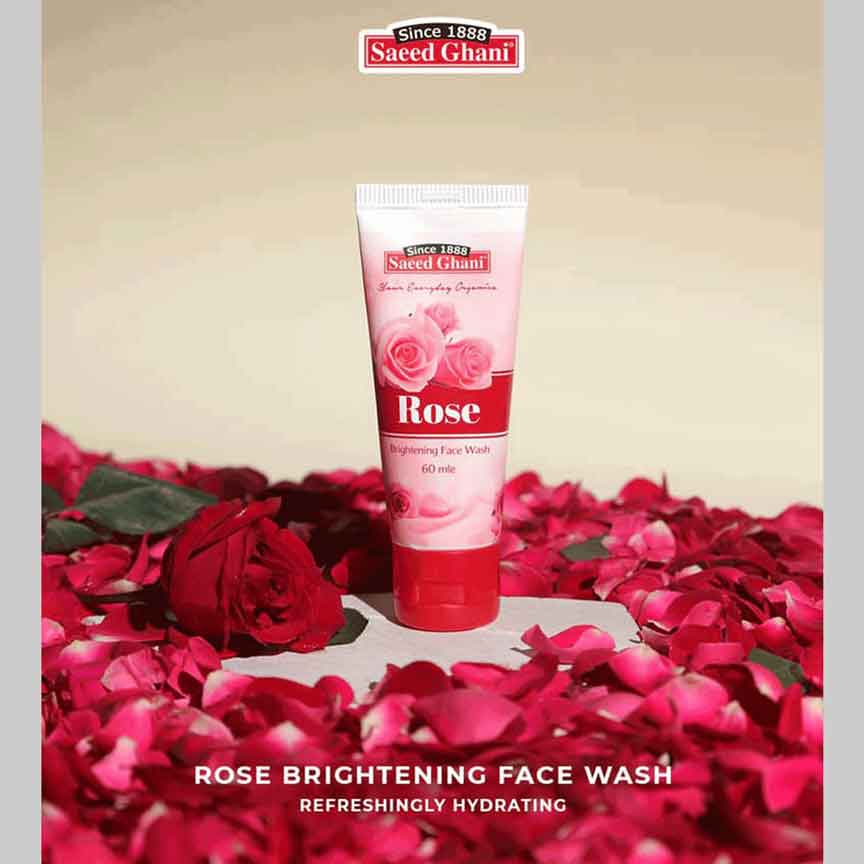 Since 1888
Saeed Ghani
Since 1888
Saeed Ghani
Your Everyday Organics
Rose
Brightening Face Wash
60 mle
ROSE BRIGHTENING FACE WASH
REFRESHINGLY HYDRATING